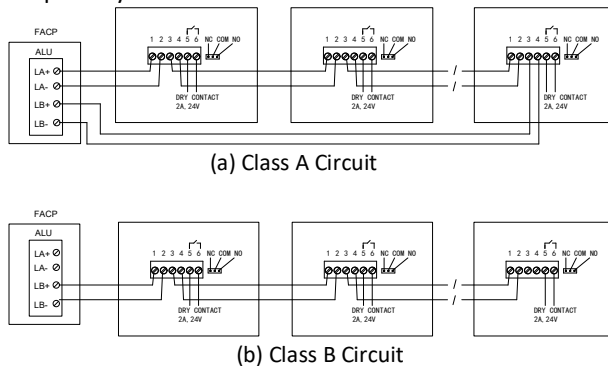 FACP
ALU
LA+
LA-
LB+
LB-
1 2 3 4 5 6 NC COM NO
DRY CONTACT
2A, 24V
1 2 3 4 5 6 NC COM NO
DRY CONTACT
2A, 24V
1 2 3 4 5 6 NC COM NO
DRY CONTACT
2A, 24V
(a) Class A Circuit
FACP
ALU
LA+
LA-
LB+
LB-
1 2 3 4 5 6 NC COM NO
DRY CONTACT
2A, 24V
1 2 3 4 5 6 NC COM NO
DRY CONTACT
2A, 24V
1 2 3 4 5 6 NC COM NO
DRY CONTACT
2A, 24V
(b) Class B Circuit